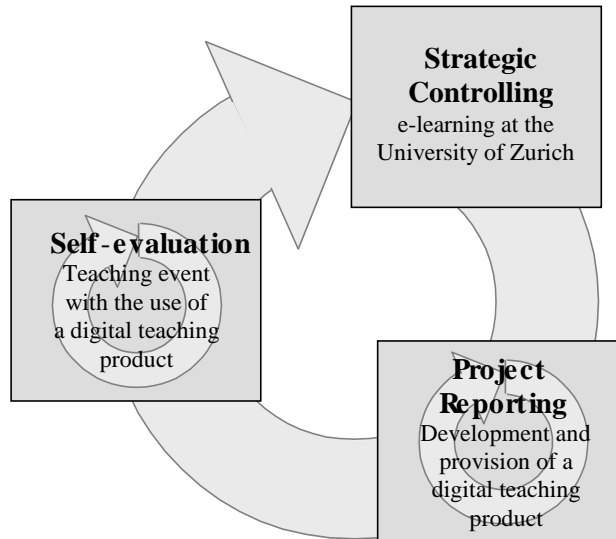 Strategic
Controlling
e-learning at the
University of Zurich
Self-evaluation
Teaching event
with the use of
a digital teaching
product
Project
Reporting
Development and
provision of a
digital teaching
product